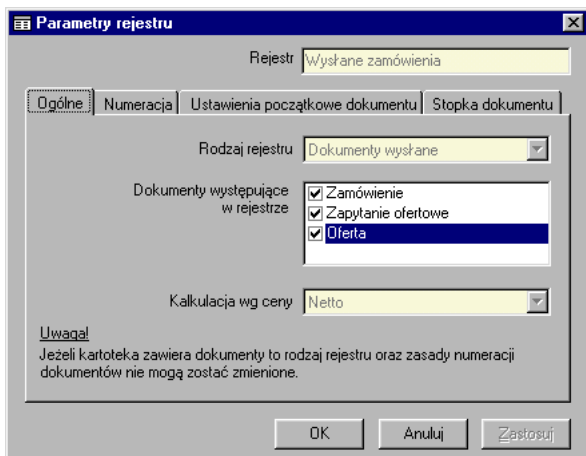 Parametry rejestru
Rejestr Wysłane zamówienia
Ogólne Numeracja Ustawienia początkowe dokumentu Stopka dokumentu
Rodzaj rejestru Dokumenty wysłane
Dokumenty występujące
w rejestrze
Zamówienie
Zapytanie ofertowe
Oferta
Kalkulacja wg ceny Netto
Uwaga!
Jeżeli kartoteka zawiera dokumenty to rodzaj rejestru oraz zasady numeracji
dokumentów nie mogą zostać zmienione.
OK Anuluj Zastosuj